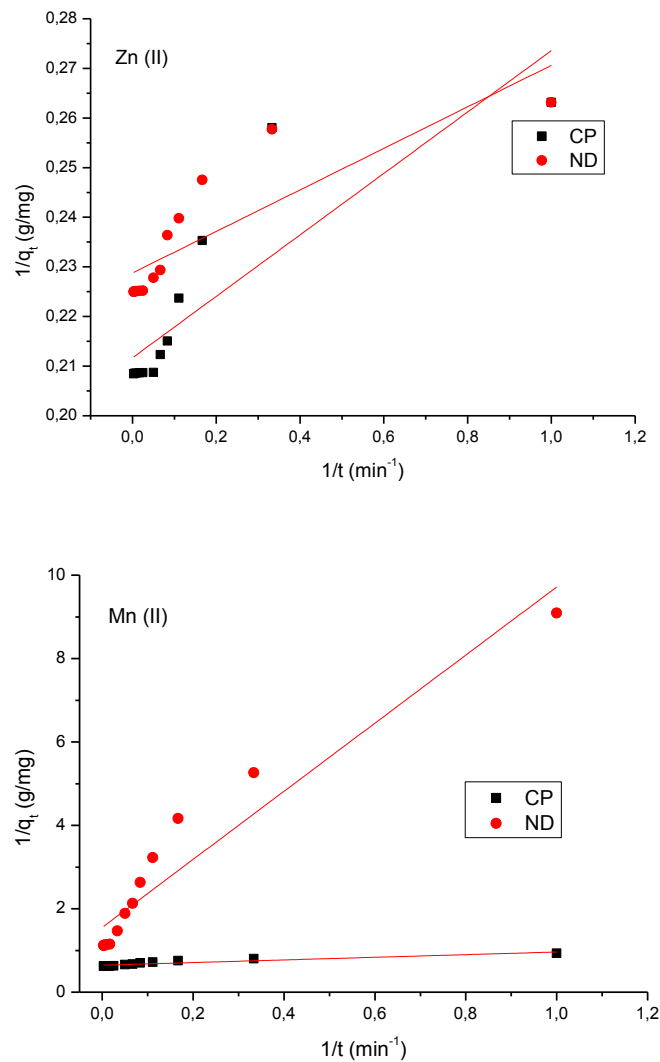 0,28
Zn (II)
0,27
0,26
CP
ND
0,25
1/qt (g/mg)
0,24
0,23
0,22
0,21
0,20
0,0 0,2 0,4 0,6 0,8 1,0 1,2
1/t (min-1)
10
Mn (II)
8
6
1/qt (g/mg)
CP
ND
4
2
0
0,0 0,2 0,4 0,6 0,8 1,0 1,2
1/t (min-1)